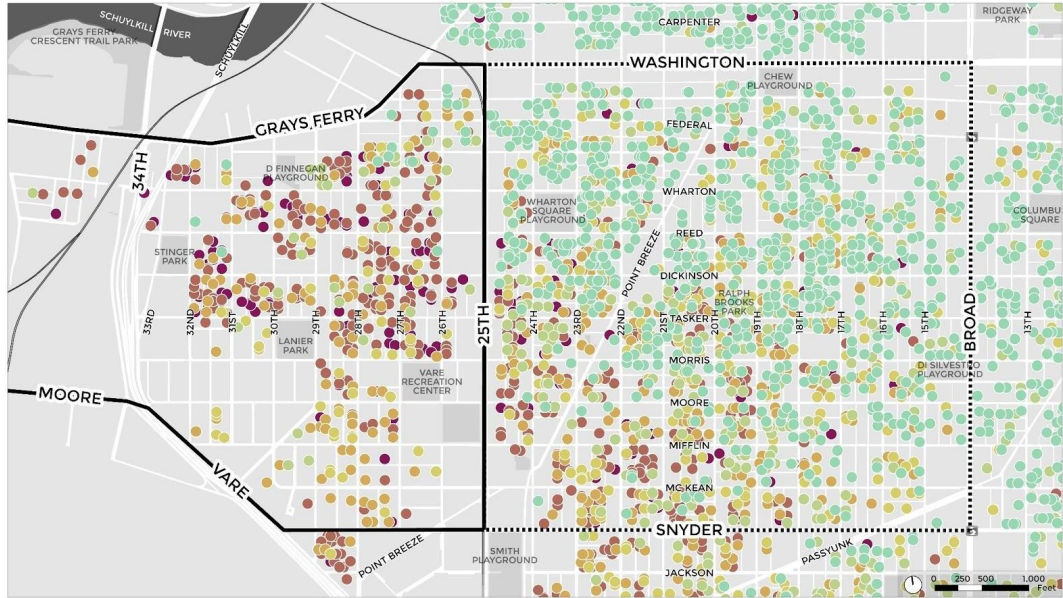 SCHUYLKILL RIVER
GRAYS FERRY
CRESCENT TRAIL PARK
SCHUYLKILL
CARPENTER
RIDGEWAY
PARK
WASHINGTON
CHEW
PLAYGROUND
GRAYS FERRY
FEDERAL
34TH
D FINNEGAN
PLAYGROUND
WHARTON
WHARTON
SQUARE
PLAYGROUND
COLUMBU
SQUARE
REED
STINGER
PARK
POINT BREEZE
DICKINSON
RALPH
BROOKS
PARK
TASKER
33RD
32ND
31ST
30TH
29TH
28TH
27TH
26TH
25TH
24TH
23RD
22ND
21ST
20TH
19TH
18TH
17TH
16TH
15TH
BROAD
13TH
LANIER
PARK
MORRIS
DI SILVESTRO
PLAYGROUND
VARE
RECREATION
CENTER
MOORE
MOORE
MIFFLIN
VARE
MC KEAN
SNYDER
POINT BREEZE
SMITH
PLAYGROUND
PASSYUNK
JACKSON
0 250 500 1,000
Feet